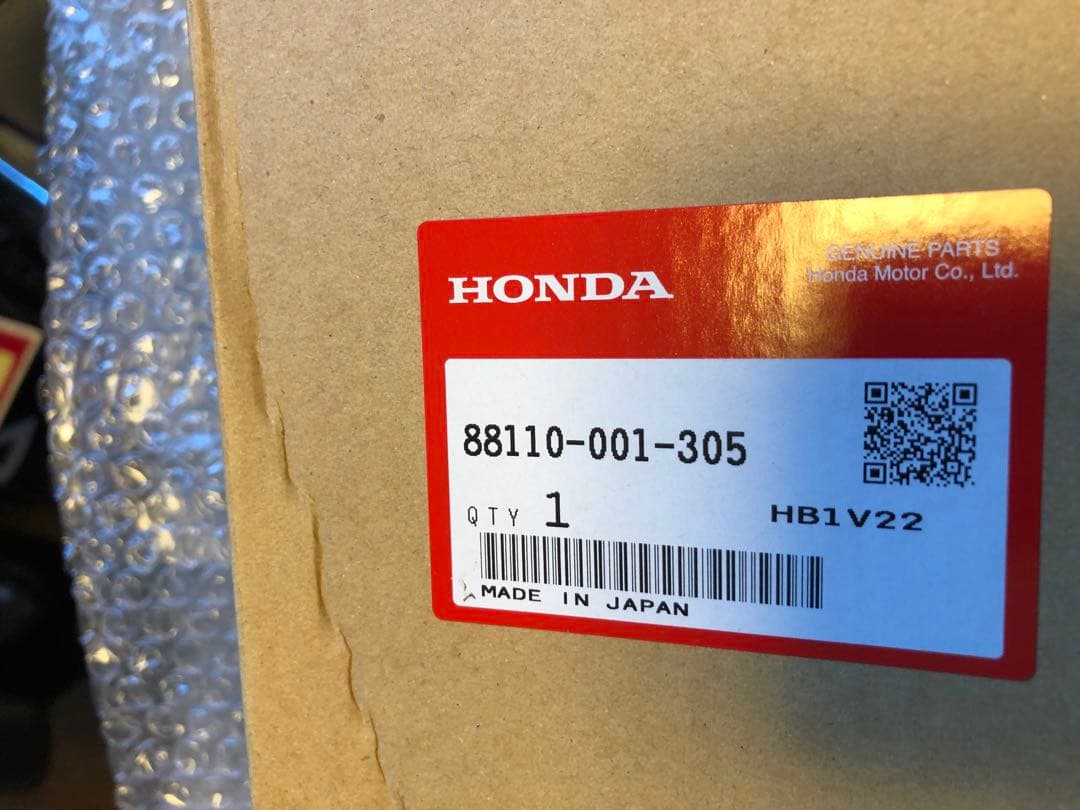 HONDA
GENUINE PARTS
Honda Motor Co., Ltd.
88110-001-305
QTY 1
HB1V22
MADE IN JAPAN